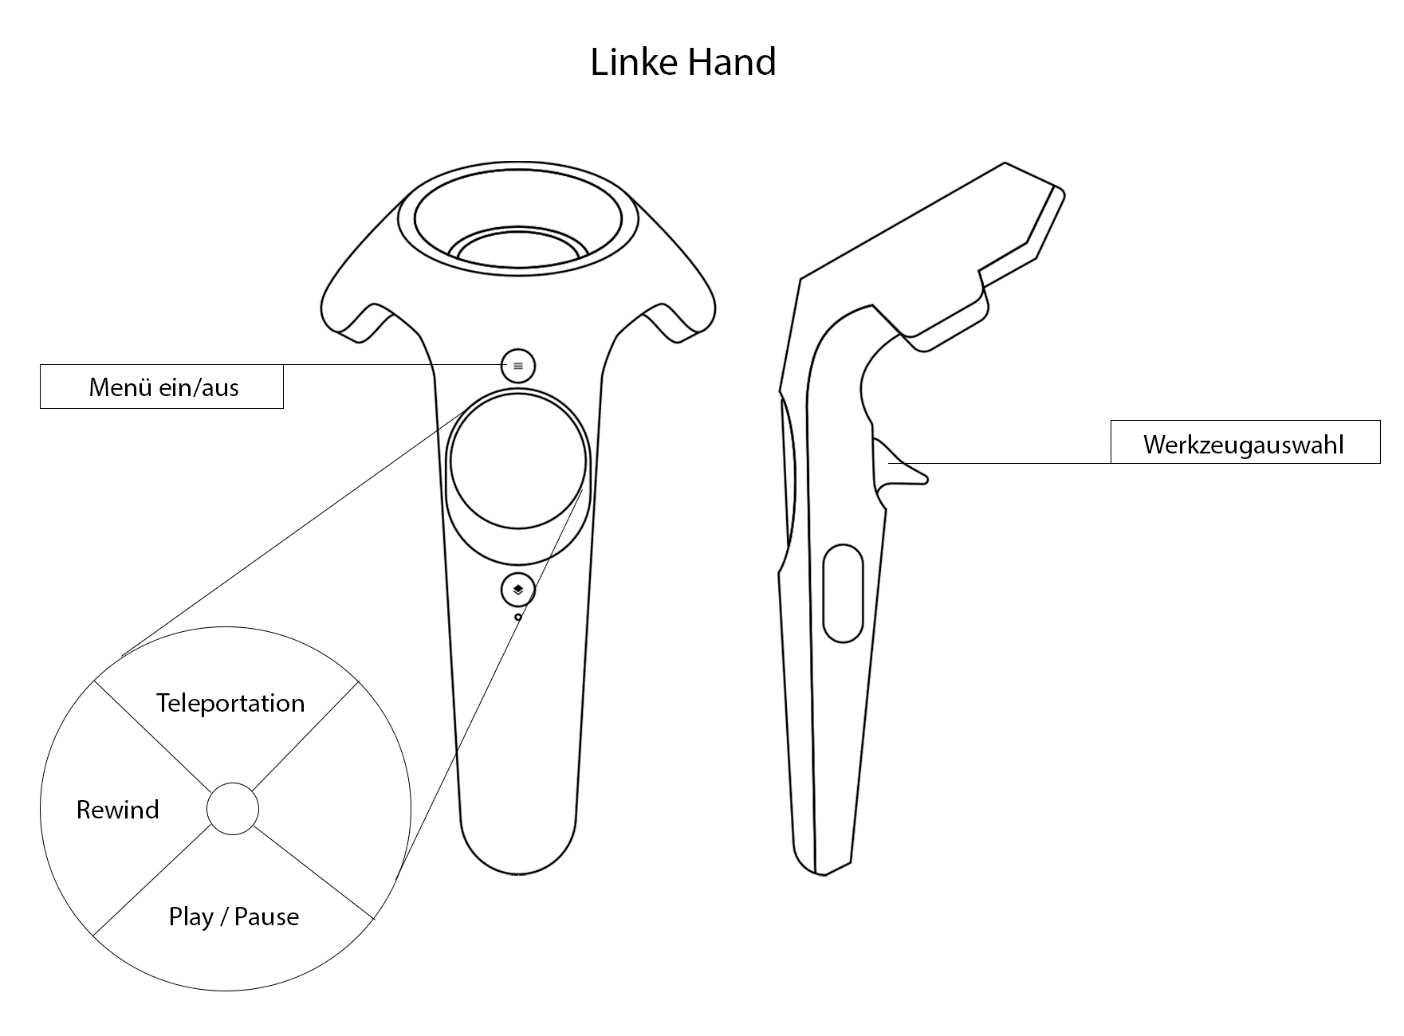 Linke Hand
Menü ein/aus
Werkzeugauswahl
Teleportation
Rewind
Play / Pause